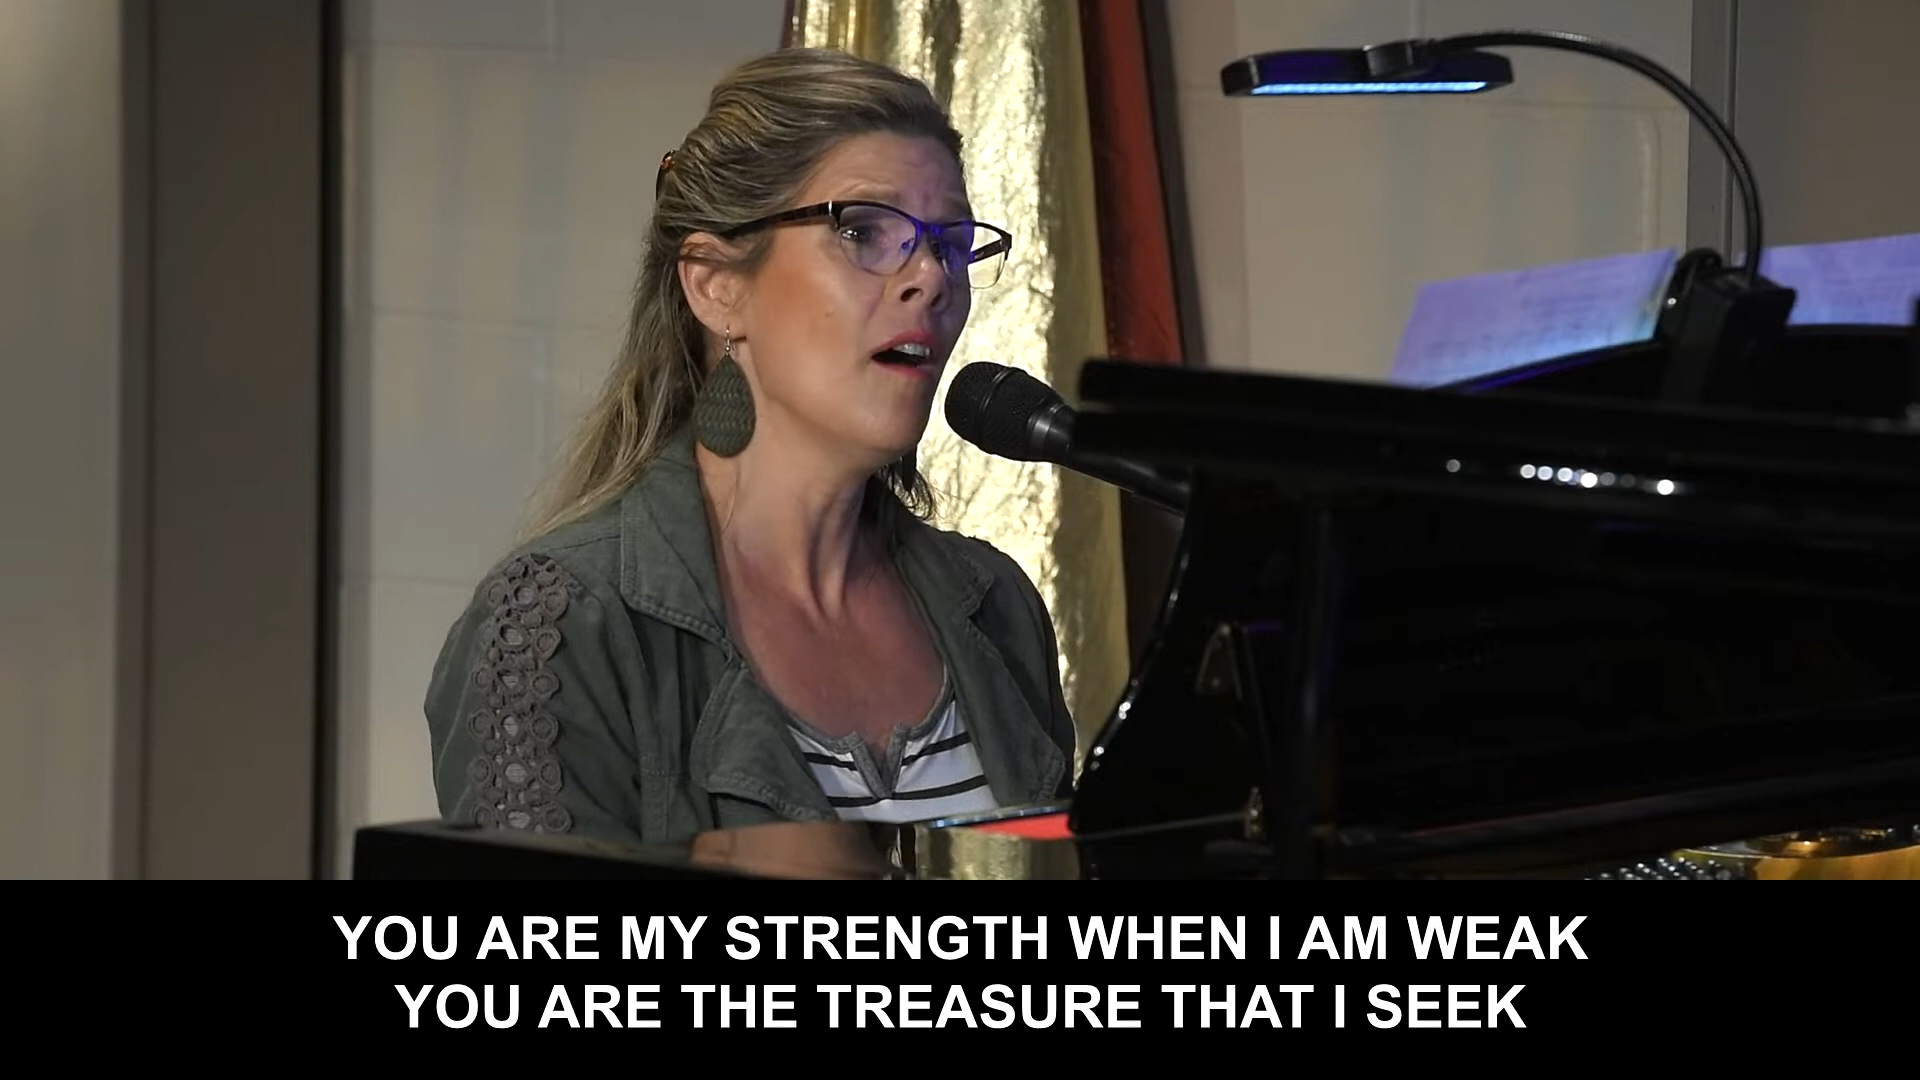 YOU ARE MY STRENGTH WHEN I AM WEAK
YOU ARE THE TREASURE THAT I SEEK